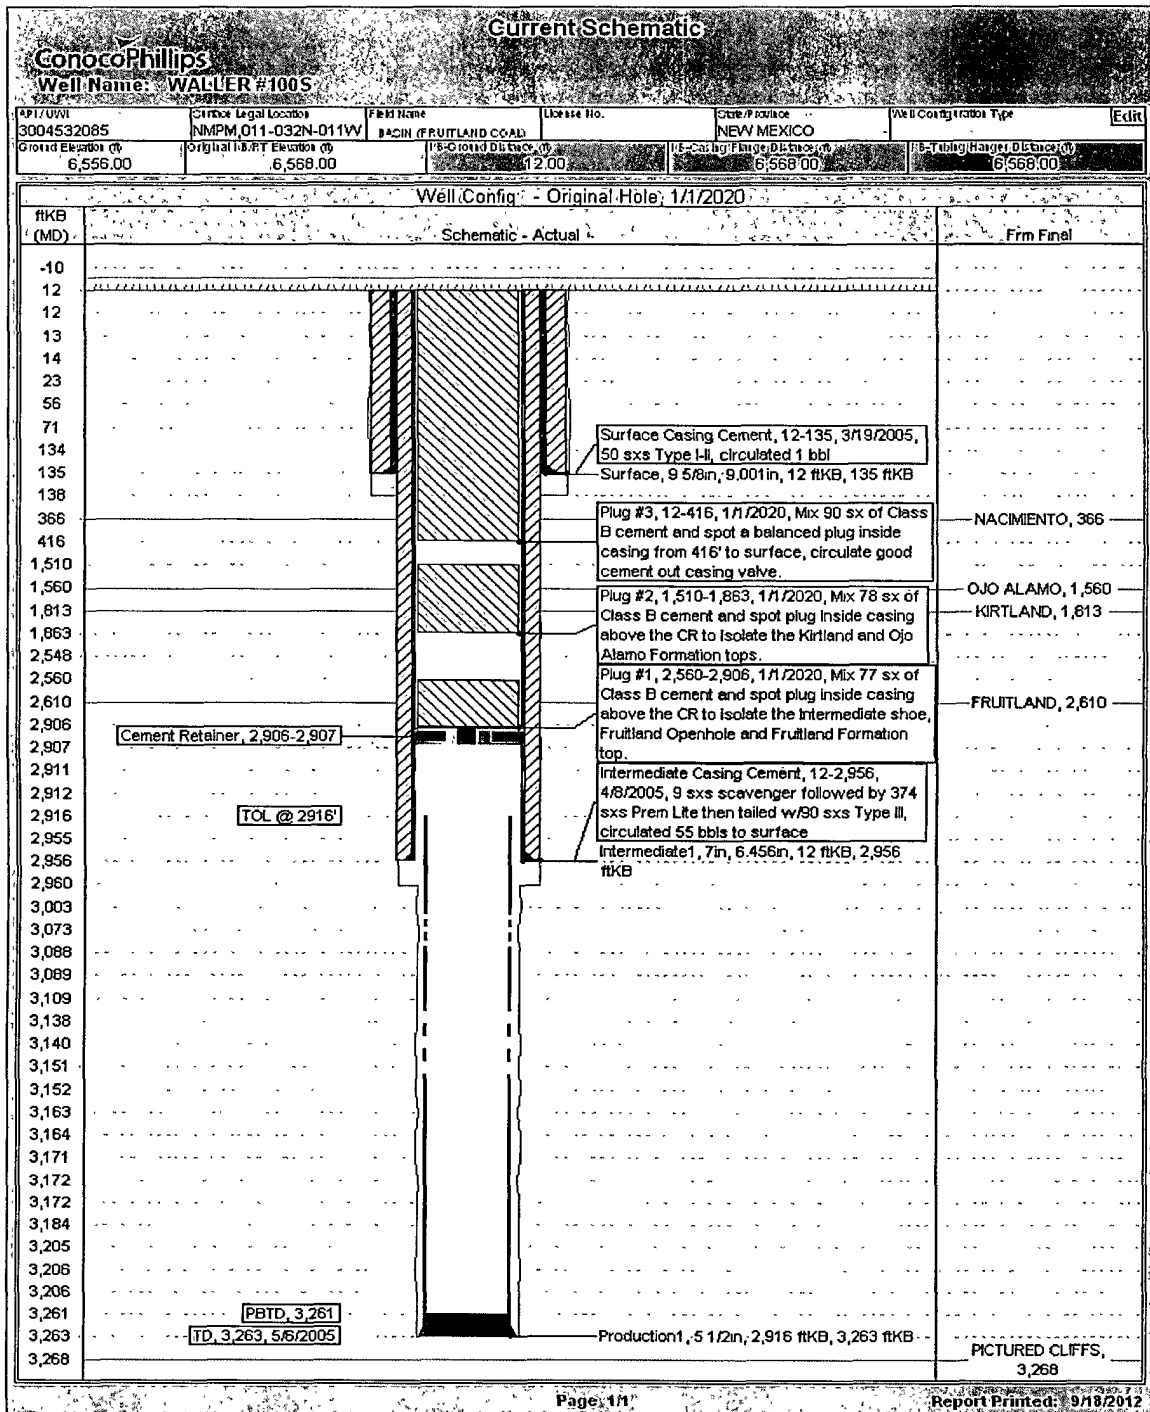 Current Schematic
ConocoPhillips
Well Name: WALLER #100S
API / UWI
Surface Legal Location
Field Name
License No.
State/Province
Well Configuration Type
Edit
3004532085
NMPM,011-032N-011W
BASIN (FRUITLAND COAL)
NEW MEXICO
Ground Elevation (ft)
Original KB/RT Elevation (ft)
KB-Ground Distance (ft)
KB-Casing Flange Distance (ft)
KB-Tubing Hanger Distance (ft)
6,556.00
6,568.00
12.00
6,568.00
6,568.00
Well Config: - Original Hole, 1/1/2020
ftKB
(MD)
Schematic - Actual
Frm Final
-10
12
12
13
14
23
56
71
134
135
138
366
416
1,510
1,560
1,813
1,863
2,548
2,560
2,610
2,906
2,907
2,911
2,912
2,916
2,955
2,956
2,960
3,003
3,073
3,088
3,089
3,109
3,138
3,140
3,151
3,152
3,163
3,164
3,171
3,172
3,172
3,184
3,205
3,206
3,206
3,261
3,263
3,268
Surface Casing Cement, 12-135, 3/19/2005,
50 sxs Type I-II, circulated 1 bbl
Surface, 9 5/8in, 9.001in, 12 ftKB, 135 ftKB
Plug #3, 12-416, 1/1/2020, Mix 90 sx of Class
B cement and spot a balanced plug inside
casing from 416' to surface, circulate good
cement out casing valve.
NACIMIENTO, 366
Plug #2, 1,510-1,863, 1/1/2020, Mix 78 sx of
Class B cement and spot plug inside casing
above the CR to isolate the Kirtland and Ojo
Alamo Formation tops.
OJO ALAMO, 1,560
KIRTLAND, 1,813
Plug #1, 2,560-2,906, 1/1/2020, Mix 77 sx of
Class B cement and spot plug inside casing
above the CR to isolate the Intermediate shoe,
Fruitland Openhole and Fruitland Formation
top.
FRUITLAND, 2,610
Cement Retainer, 2,906-2,907
Intermediate Casing Cement, 12-2,956,
4/8/2005, 9 sxs scavenger followed by 374
sxs Prem Lite then tailed w/90 sxs Type III,
circulated 55 bbls to surface
TOL @ 2916'
Intermediate1, 7in, 6.456in, 12 ftKB, 2,956
ftKB
PBTD, 3,261
TD, 3,263, 5/6/2005
Production1, 5 1/2in, 2,916 ftKB, 3,263 ftKB
PICTURED CLIFFS,
3,268
Page 1/1
Report Printed: 9/18/2012